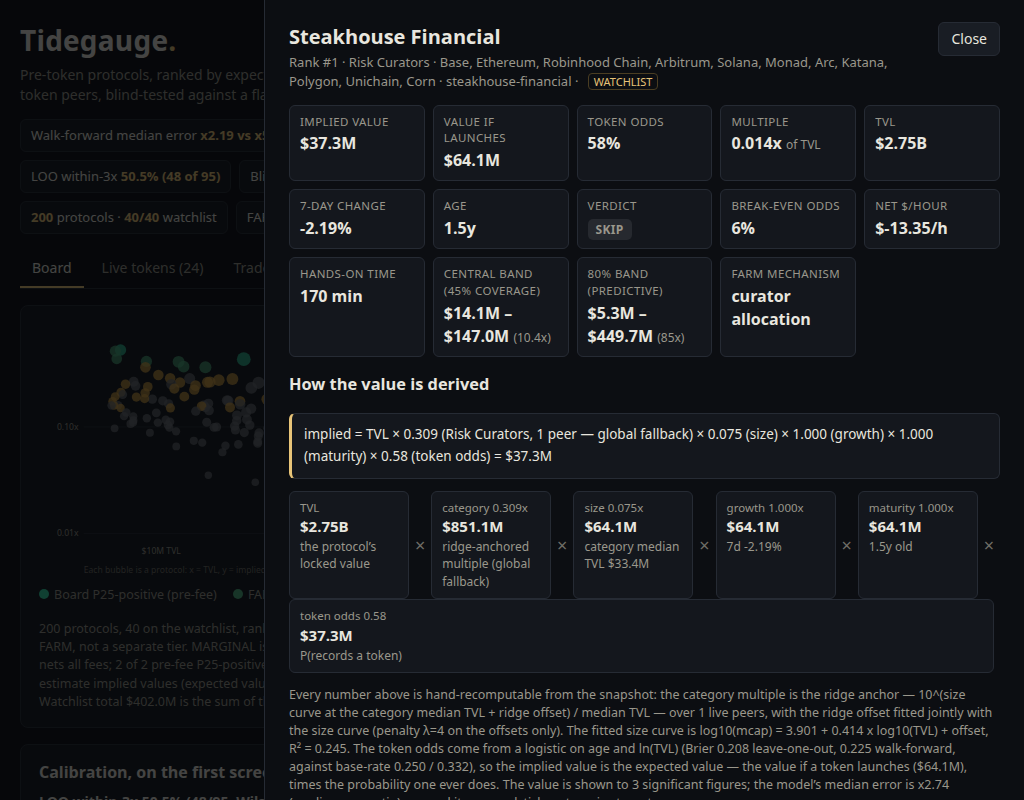 Tidegauge.
Pre-token protocols, ranked by expec
token peers, blind-tested against a fla
Walk-forward median error x2.19 vs x5
LOO within-3x 50.5% (48 of 95)
Bli
200 protocols · 40/40 watchlist
FAR
Board
Live tokens (24)
Trad
0.10x
0.01x
$10M TVL
Each bubble is a protocol: x = TVL, y = implied
Board P25-positive (pre-fee)
FAR
200 protocols, 40 on the watchlist, rank
FARM, not a separate tier. MARGINAL is
nets all fees; 2 of 2 pre-fee P25-positive
estimate implied values (expected valu
Watchlist total $402.0M is the sum of t
Calibration, on the first scree
Steakhouse Financial
Close
Rank #1 · Risk Curators · Base, Ethereum, Robinhood Chain, Arbitrum, Solana, Monad, Arc, Katana,
Polygon, Unichain, Corn · steakhouse-financial · WATCHLIST
IMPLIED VALUE
$37.3M
VALUE IF
LAUNCHES
$64.1M
TOKEN ODDS
58%
MULTIPLE
0.014x of TVL
TVL
$2.75B
7-DAY CHANGE
-2.19%
AGE
1.5y
VERDICT
SKIP
BREAK-EVEN ODDS
6%
NET $/HOUR
$-13.35/h
HANDS-ON TIME
170 min
CENTRAL BAND
(45% COVERAGE)
$14.1M –
$147.0M (10.4x)
80% BAND
(PREDICTIVE)
$5.3M –
$449.7M (85x)
FARM MECHANISM
curator
allocation
How the value is derived
implied = TVL × 0.309 (Risk Curators, 1 peer — global fallback) × 0.075 (size) × 1.000 (growth) × 1.000
(maturity) × 0.58 (token odds) = $37.3M
TVL
$2.75B
the protocol's
locked value
×
category 0.309x
$851.1M
ridge-anchored
multiple (global
fallback)
×
size 0.075x
$64.1M
category median
TVL $33.4M
×
growth 1.000x
$64.1M
7d -2.19%
×
maturity 1.000x
$64.1M
1.5y old
×
token odds 0.58
$37.3M
P(records a token)
Every number above is hand-recomputable from the snapshot: the category multiple is the ridge anchor — 10^(size
curve at the category median TVL + ridge offset) / median TVL — over 1 live peers, with the ridge offset fitted jointly with
the size curve (penalty λ=4 on the offsets only). The fitted size curve is log10(mcap) = 3.901 + 0.414 x log10(TVL) + offset,
R² = 0.245. The token odds come from a logistic on age and ln(TVL) (Brier 0.208 leave-one-out, 0.225 walk-forward,
against base-rate 0.250 / 0.332), so the implied value is the expected value — the value if a token launches ($64.1M),
times the probability one ever does. The value is shown to 3 significant figures; the model's median error is x2.74